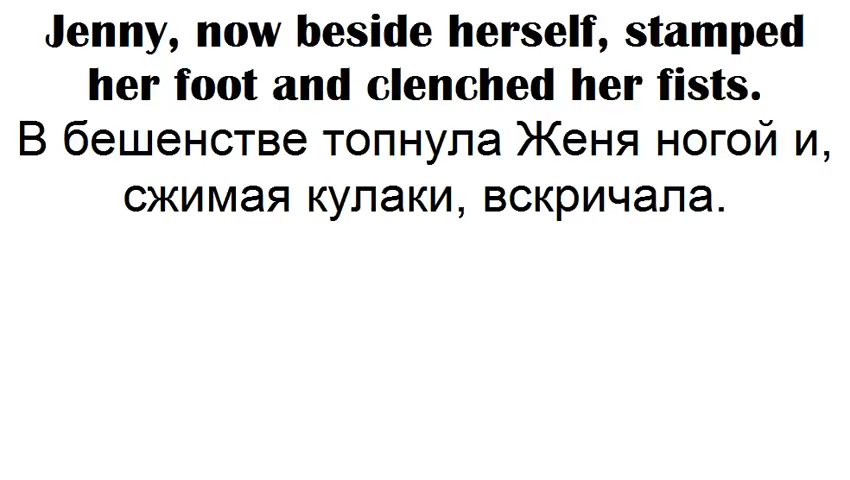 Jenny, now beside herself, stamped
her foot and clenched her fists.
В бешенстве топнула Женя ногой и,
сжимая кулаки, вскричала.